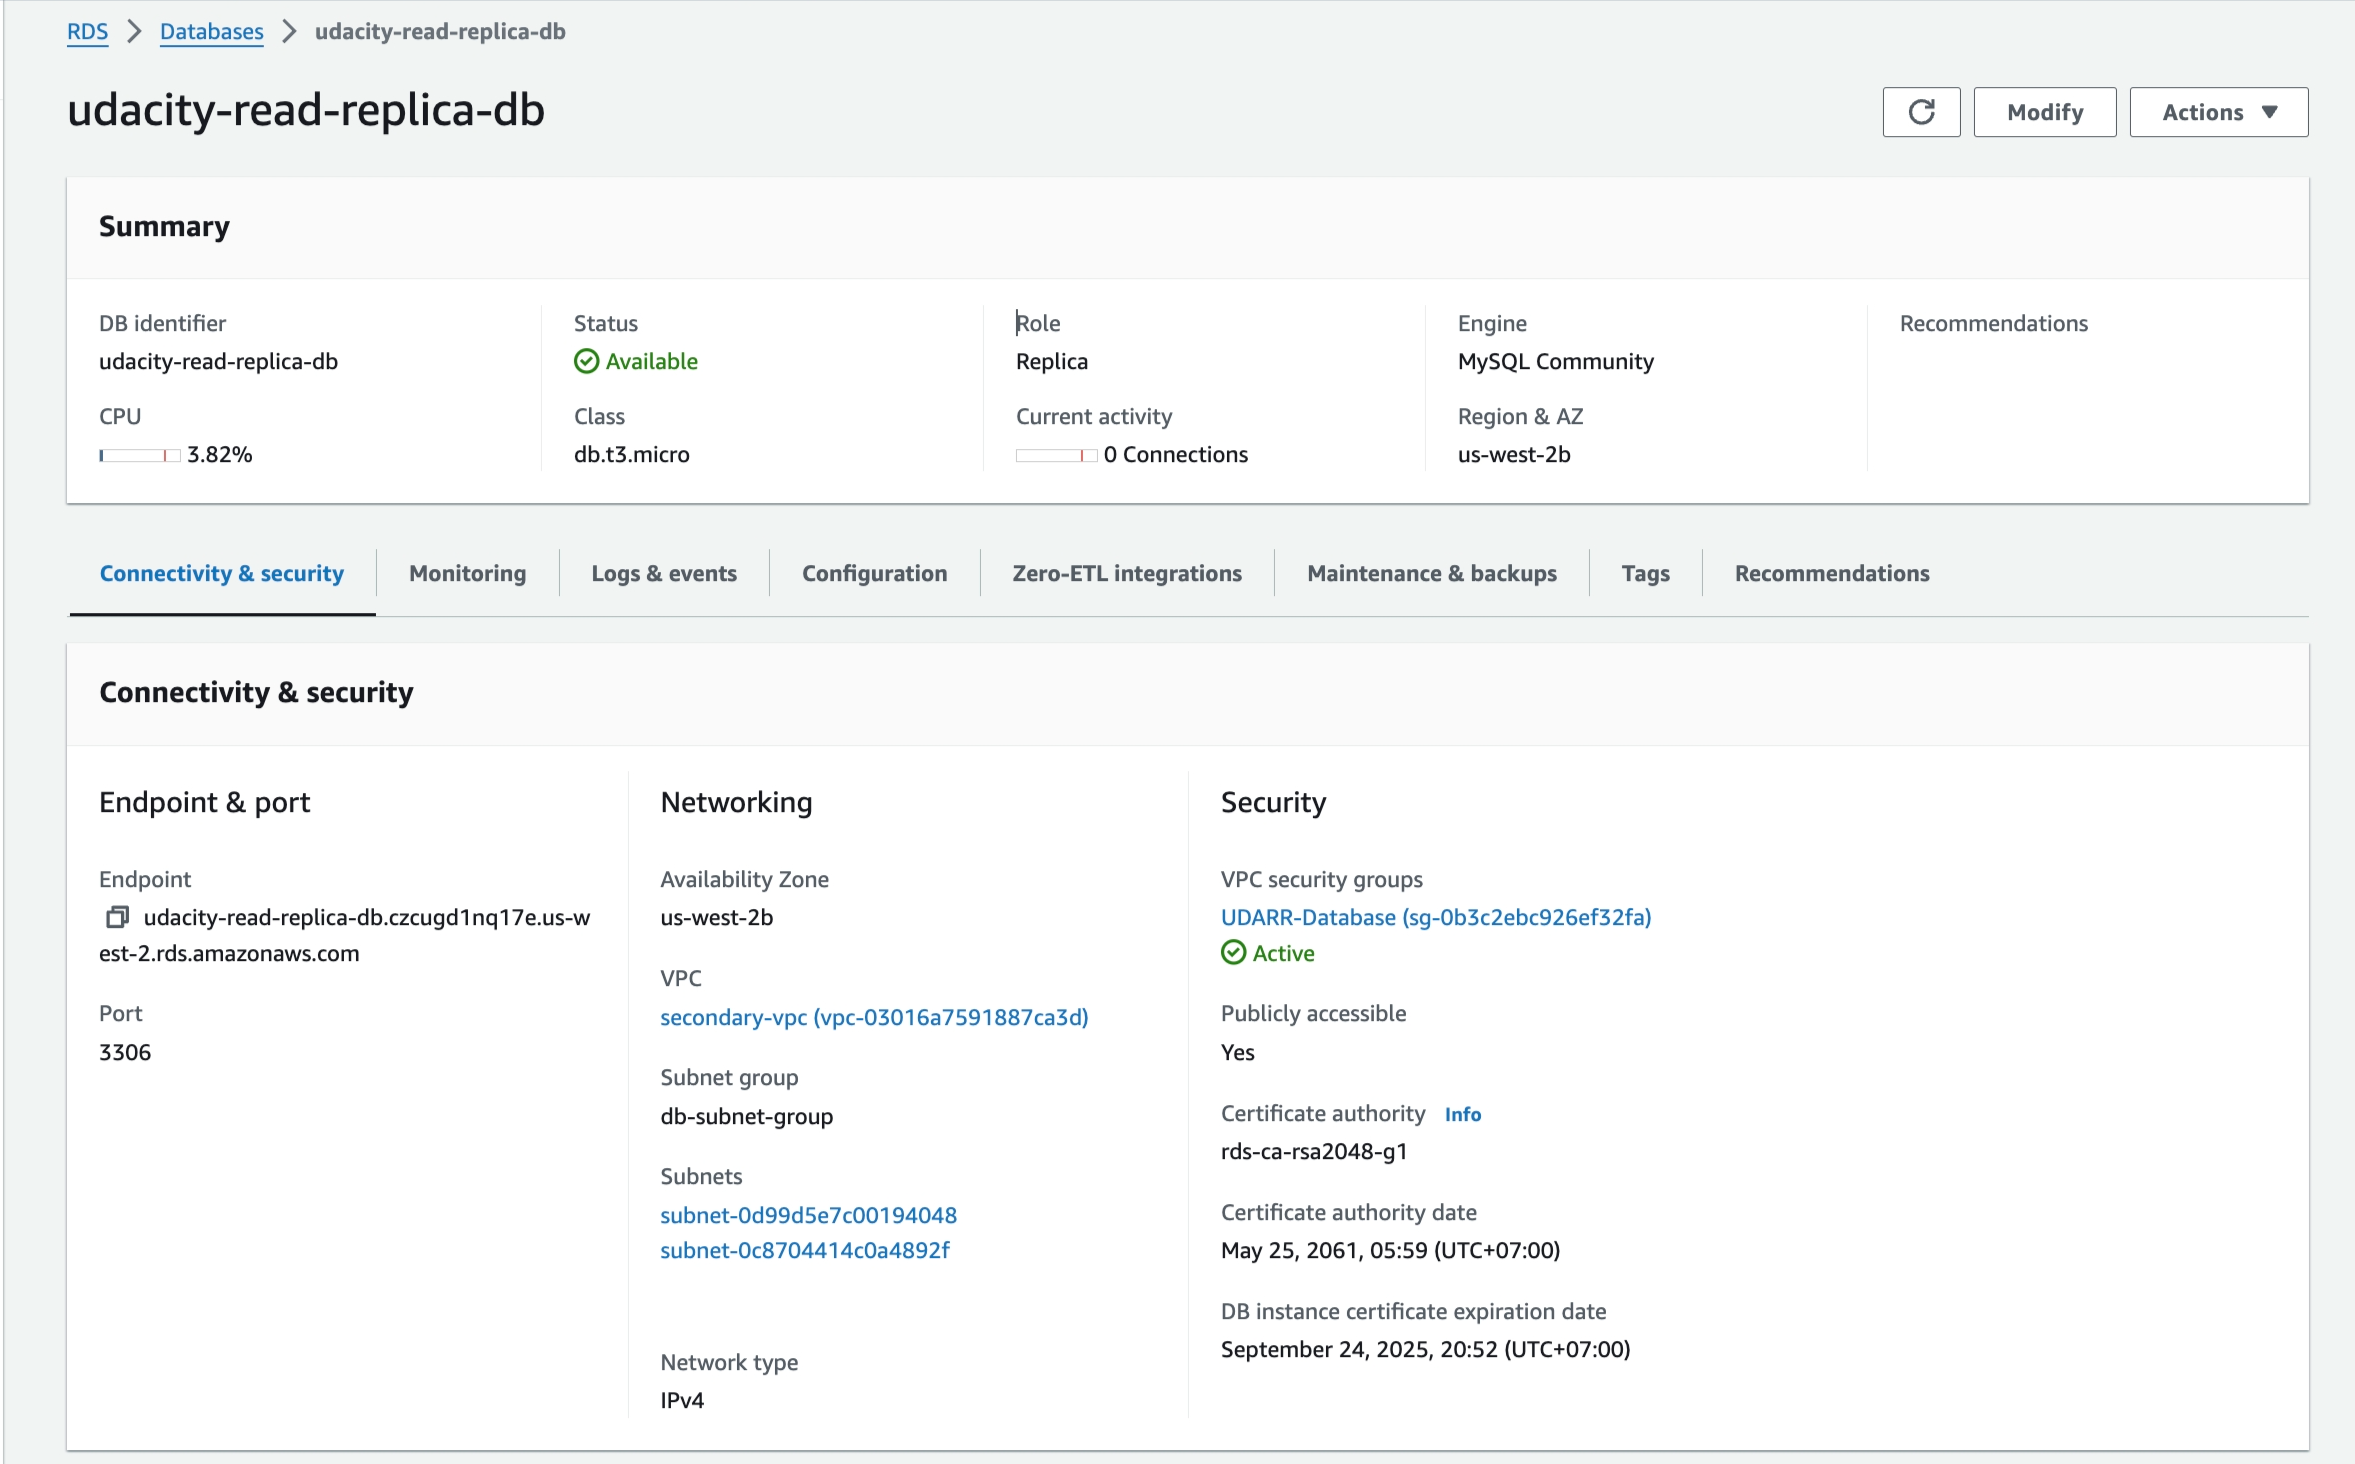 RDS > Databases > udacity-read-replica-db
udacity-read-replica-db
Modify
Actions
Summary
DB identifier
udacity-read-replica-db
Status
Available
Role
Replica
Engine
MySQL Community
Recommendations
CPU
3.82%
Class
db.t3.micro
Current activity
0 Connections
Region & AZ
us-west-2b
Connectivity & security
Monitoring
Logs & events
Configuration
Zero-ETL integrations
Maintenance & backups
Tags
Recommendations
Connectivity & security
Endpoint & port
Endpoint
udacity-read-replica-db.czcugd1nq17e.us-w
est-2.rds.amazonaws.com
Port
3306
Networking
Availability Zone
us-west-2b
VPC
secondary-vpc (vpc-03016a7591887ca3d)
Subnet group
db-subnet-group
Subnets
subnet-0d99d5e7c00194048
subnet-0c8704414c0a4892f
Network type
IPv4
Security
VPC security groups
UDARR-Database (sg-0b3c2ebc926ef32fa)
Active
Publicly accessible
Yes
Certificate authority Info
rds-ca-rsa2048-g1
Certificate authority date
May 25, 2061, 05:59 (UTC+07:00)
DB instance certificate expiration date
September 24, 2025, 20:52 (UTC+07:00)